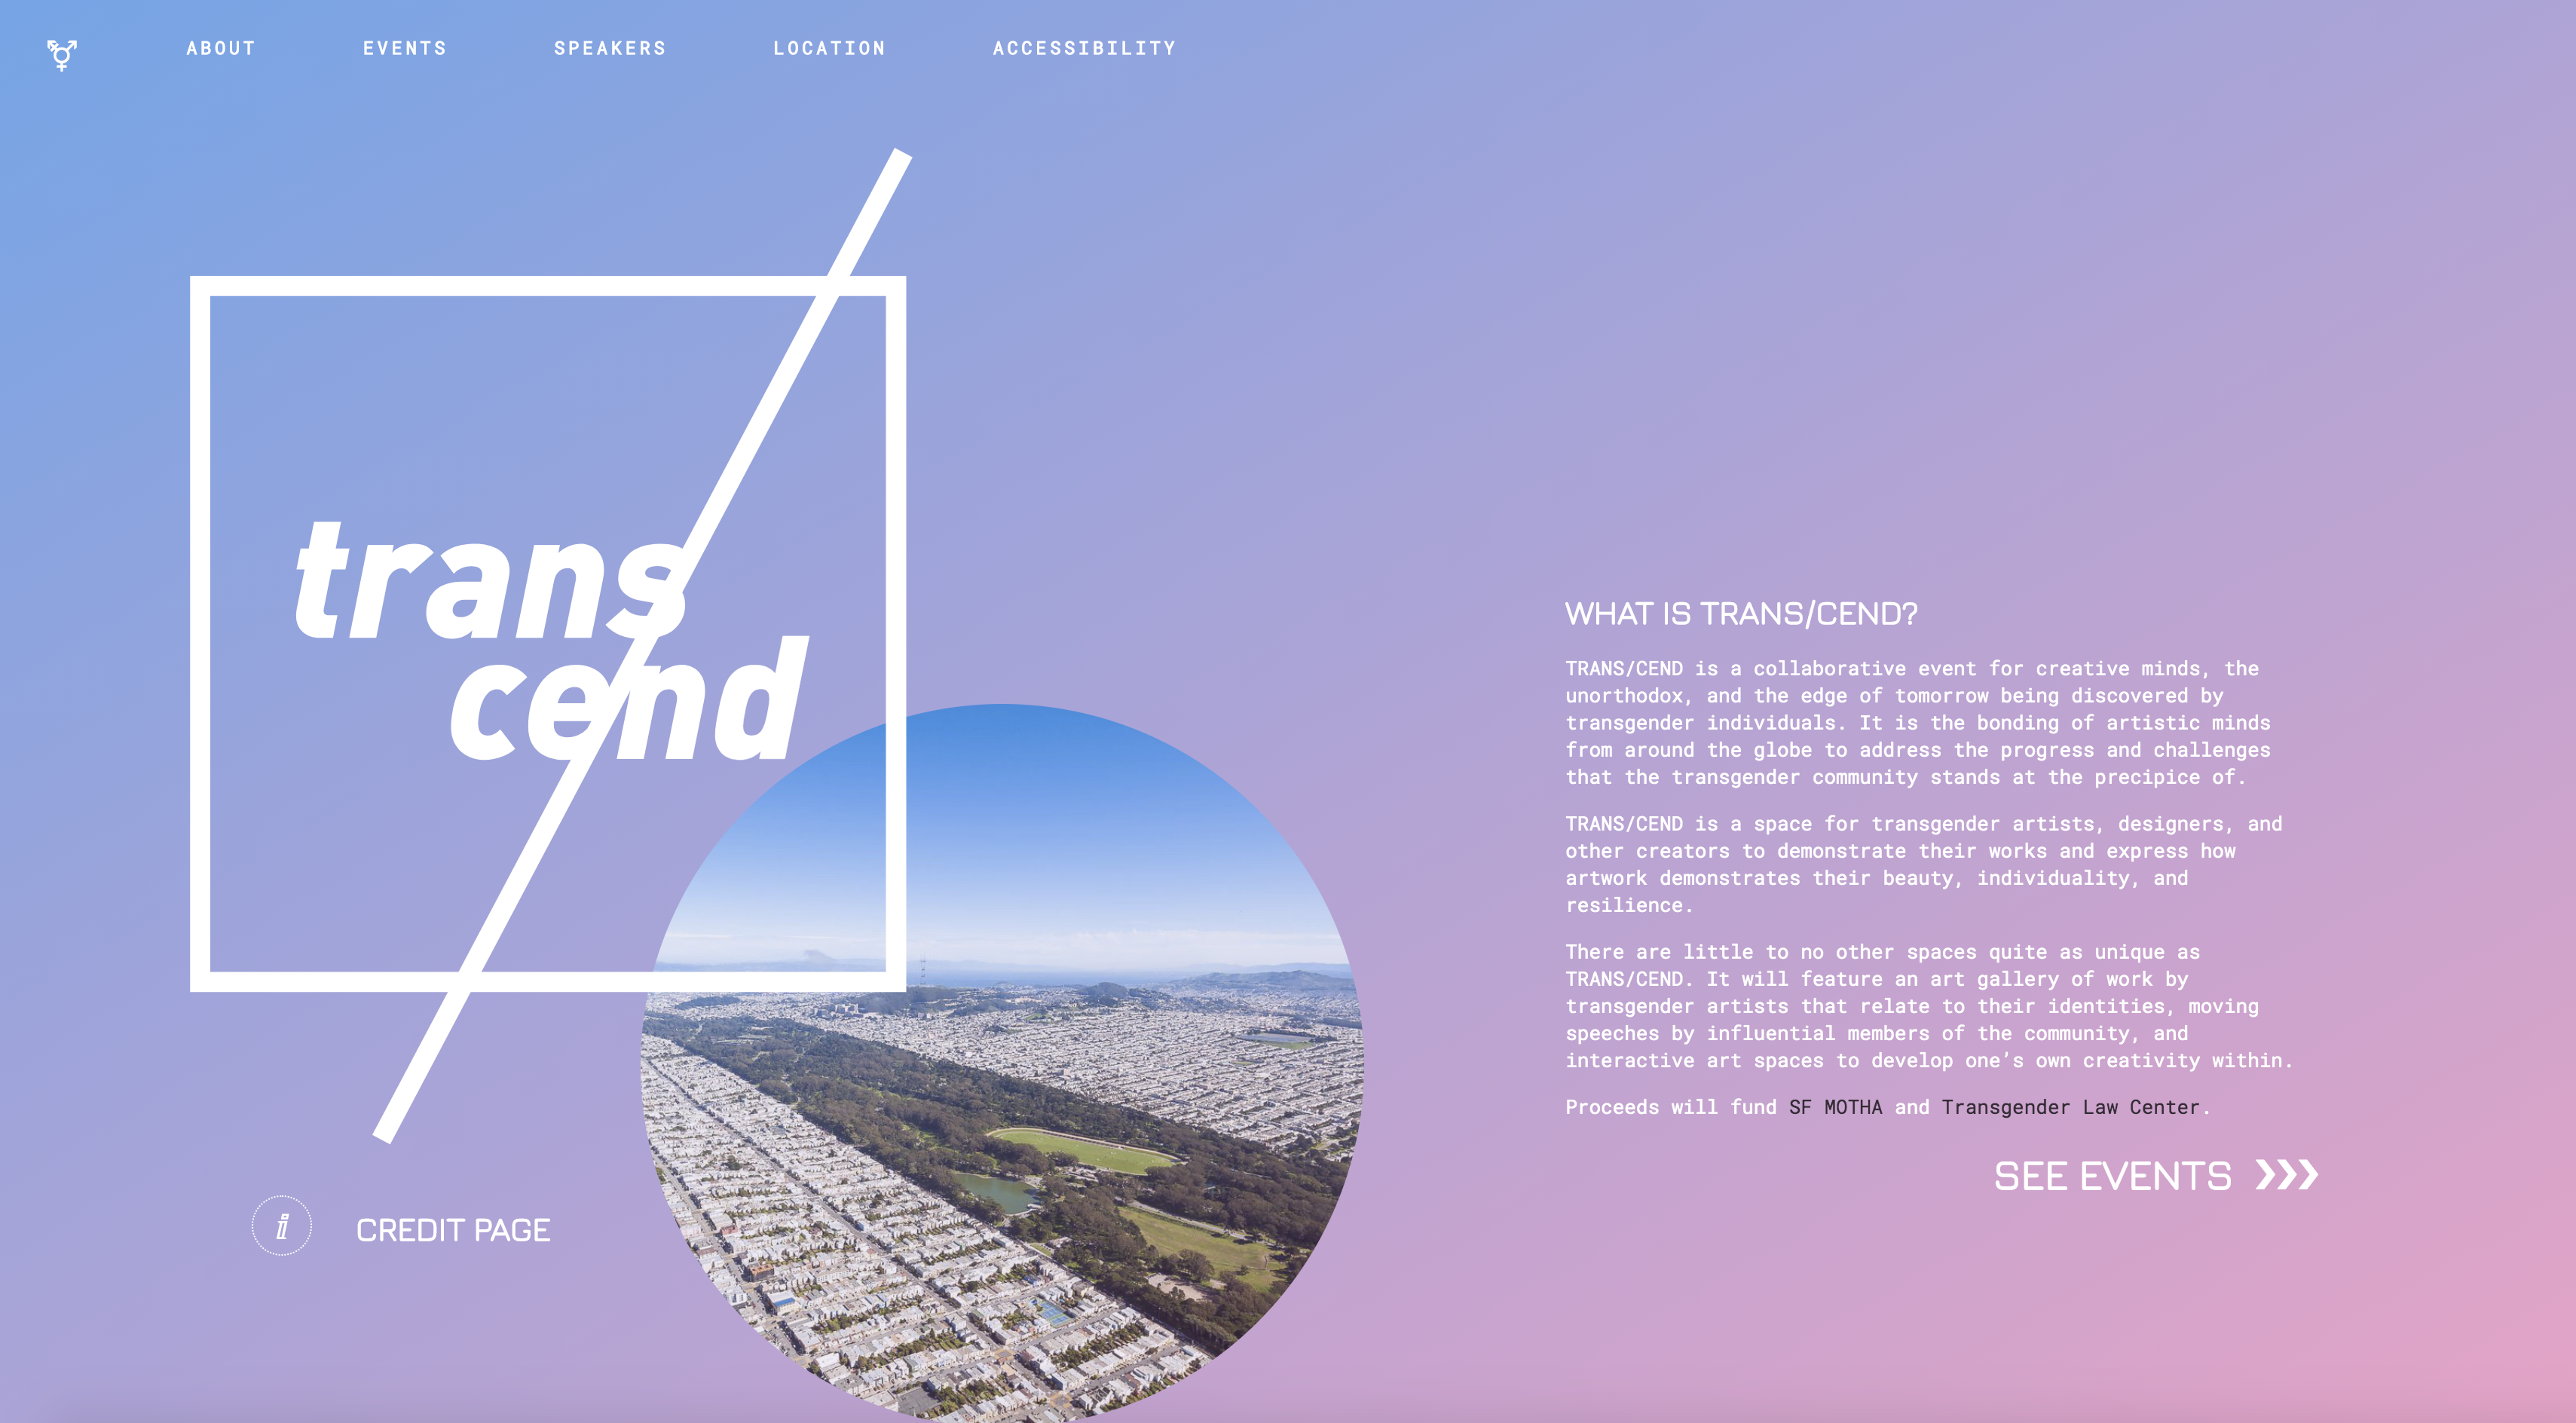 ABOUT
EVENTS
SPEAKERS
LOCATION
ACCESSIBILITY
trans
cend
i
CREDIT PAGE
WHAT IS TRANS/CEND?
TRANS/CEND is a collaborative event for creative minds, the
unorthodox, and the edge of tomorrow being discovered by
transgender individuals. It is the bonding of artistic minds
from around the globe to address the progress and challenges
that the transgender community stands at the precipice of.
TRANS/CEND is a space for transgender artists, designers, and
other creators to demonstrate their works and express how
artwork demonstrates their beauty, individuality, and
resilience.
There are little to no other spaces quite as unique as
TRANS/CEND. It will feature an art gallery of work by
transgender artists that relate to their identities, moving
speeches by influential members of the community, and
interactive art spaces to develop one's own creativity within.
Proceeds will fund SF MOTHA and Transgender Law Center.
SEE EVENTS